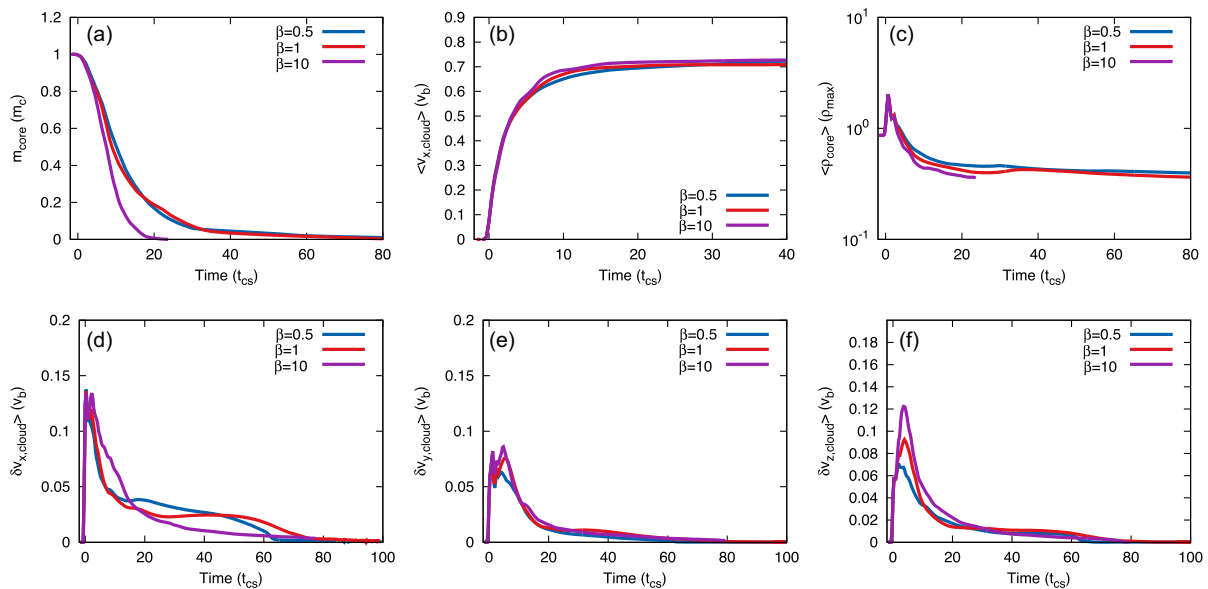 (a)
β=0.5
β=1
β=10
m_core (m_c)
1.2
1
0.8
0.6
0.4
0.2
0
0 20 40 60 80
Time (t_cs)
(b)
β=0.5
β=1
β=10
<v_x,cloud> (v_b)
0.9
0.8
0.7
0.6
0.5
0.4
0.3
0.2
0.1
0
0 10 20 30 40
Time (t_cs)
(c)
β=0.5
β=1
β=10
<ρ_core> (ρ_max)
10^1
10^0
10^-1
0 20 40 60 80
Time (t_cs)
(d)
β=0.5
β=1
β=10
δv_x,cloud> (v_b)
0.2
0.15
0.1
0.05
0
0 20 40 60 80 100
Time (t_cs)
(e)
β=0.5
β=1
β=10
δv_y,cloud> (v_b)
0.2
0.15
0.1
0.05
0
0 20 40 60 80 100
Time (t_cs)
(f)
β=0.5
β=1
β=10
δv_z,cloud> (v_b)
0.18
0.16
0.14
0.12
0.1
0.08
0.06
0.04
0.02
0
0 20 40 60 80 100
Time (t_cs)